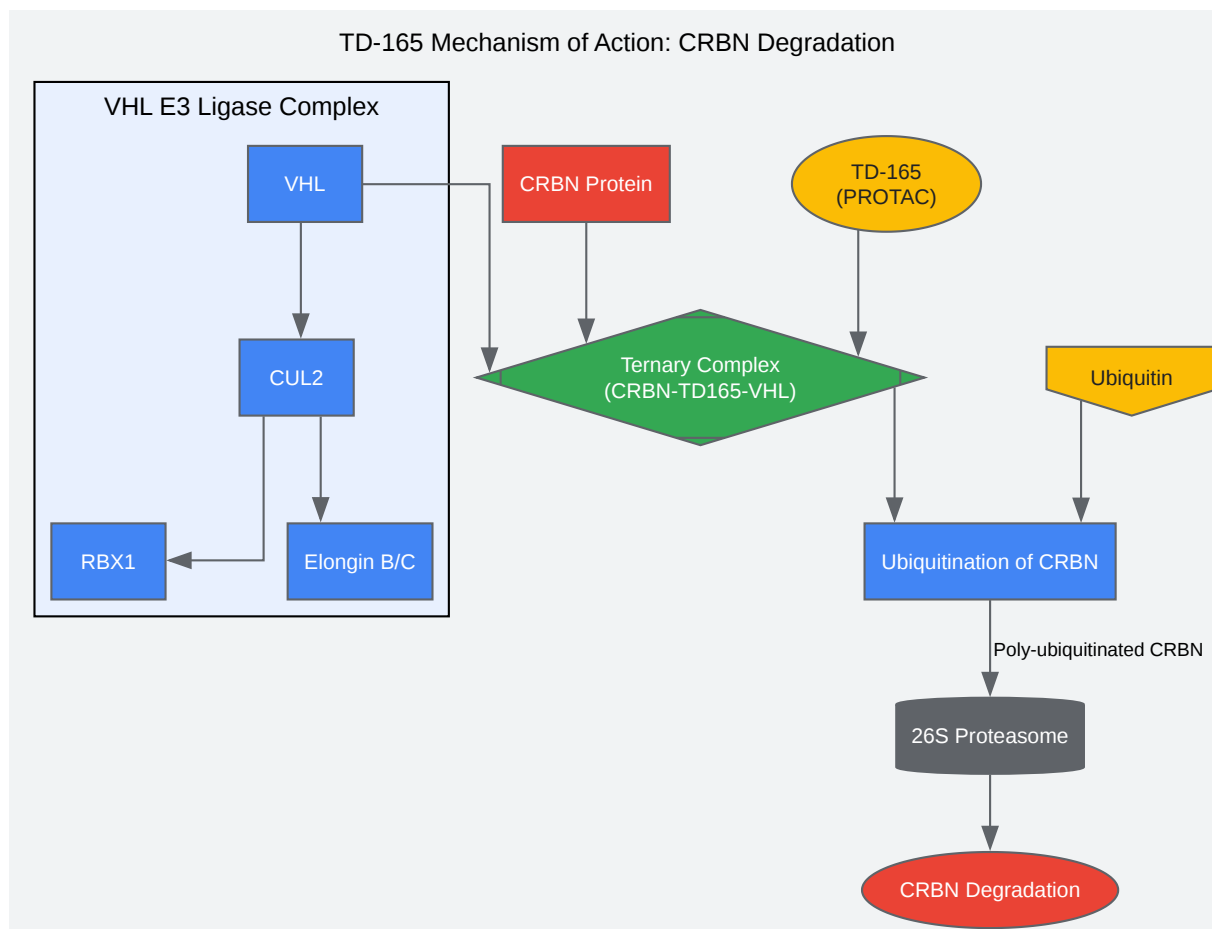 TD-165 Mechanism of Action: CRBN Degradation
VHL E3 Ligase Complex
VHL
CRBN Protein
TD-165
(PROTAC)
CUL2
Ternary Complex
(CRBN-TD165-VHL)
Ubiquitin
RBX1
Elongin B/C
Ubiquitination of CRBN
Poly-ubiquitinated CRBN
26S Proteasome
CRBN Degradation